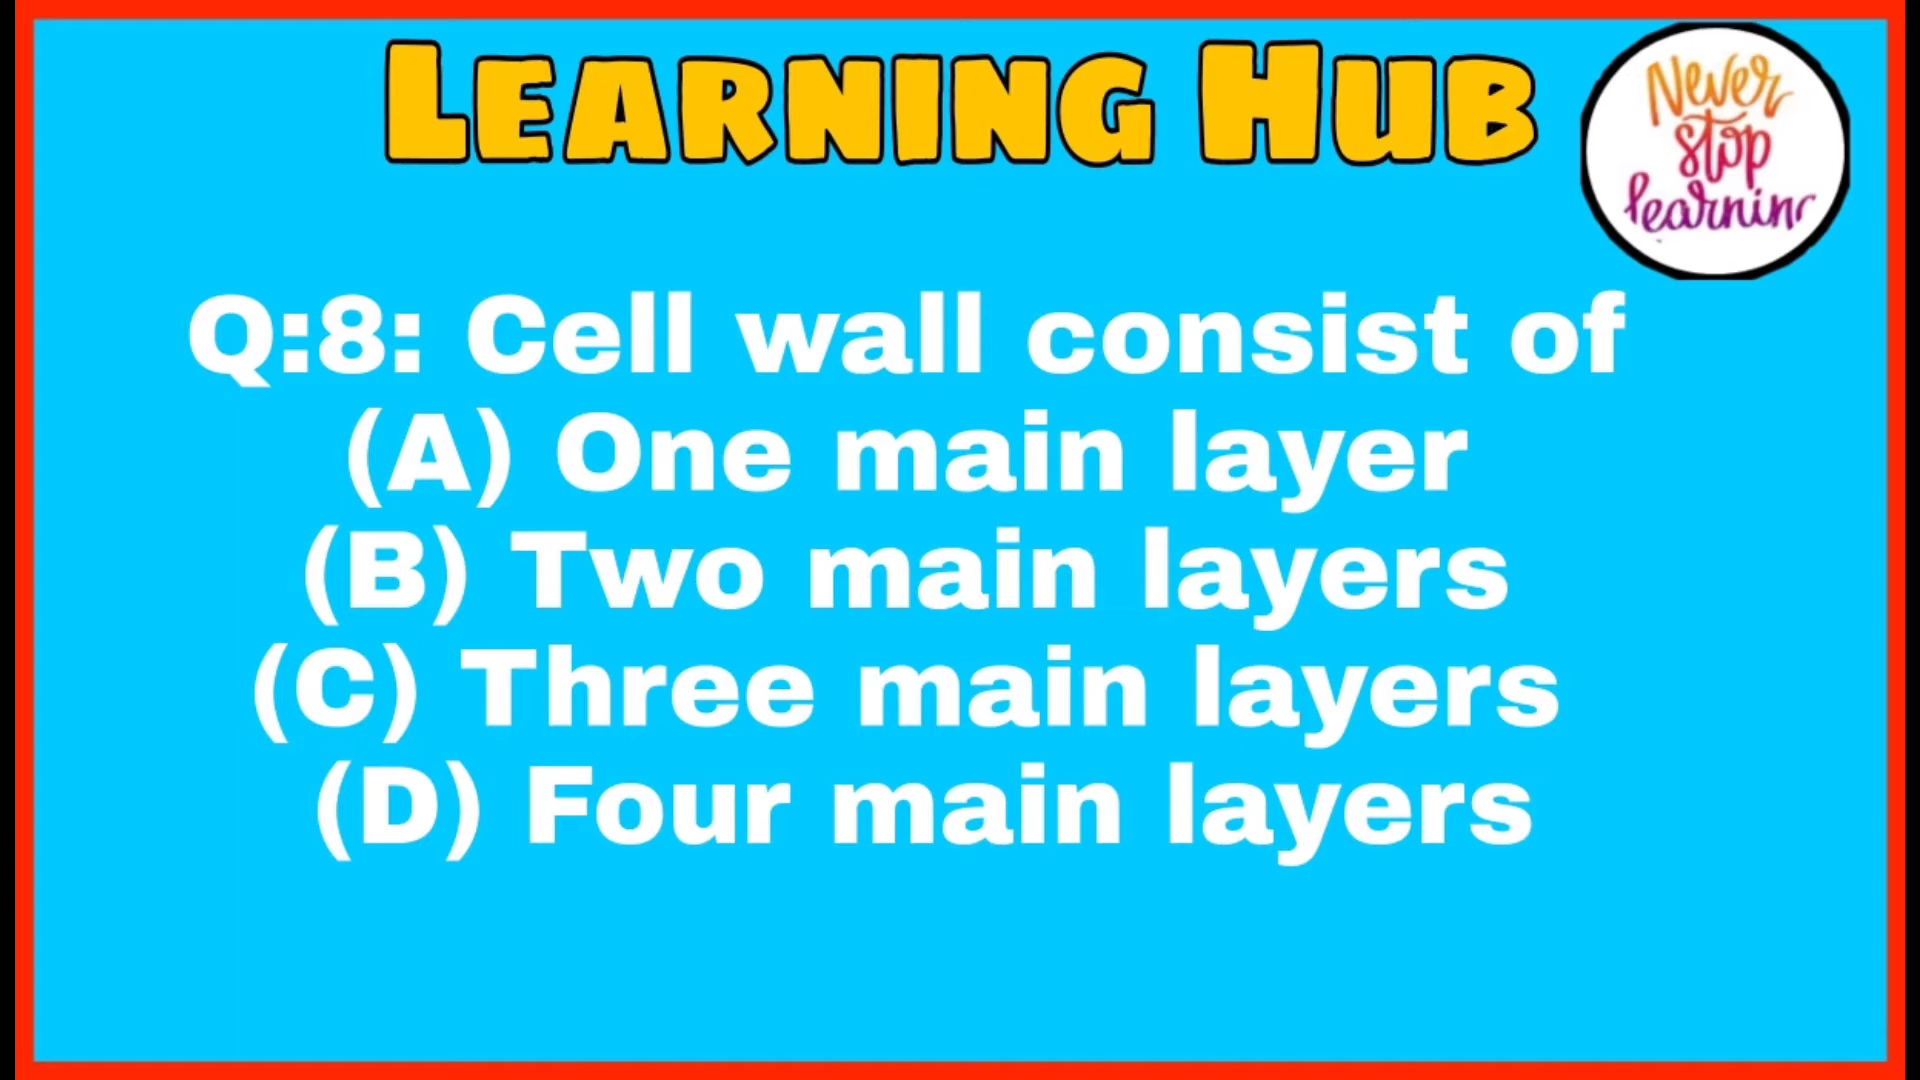 LEARNING HUB
Never
stop
learnin
Q:8: Cell wall consist of
(A) One main layer
(B) Two main layers
(C) Three main layers
(D) Four main layers